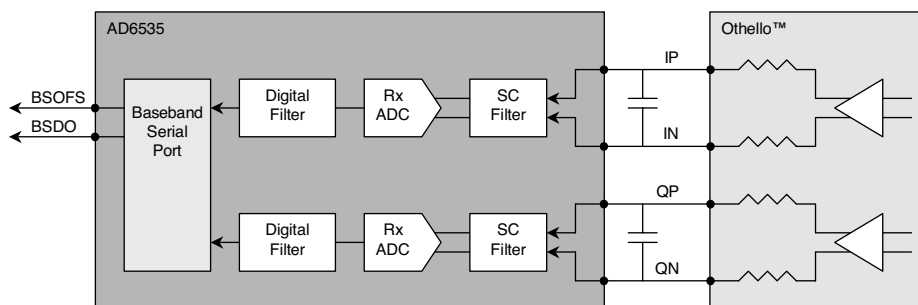 AD6535
Othello™
BSOFS
BSDO
Baseband
Serial
Port
Digital
Filter
Rx
ADC
SC
Filter
IP
IN
Digital
Filter
Rx
ADC
SC
Filter
QP
QN